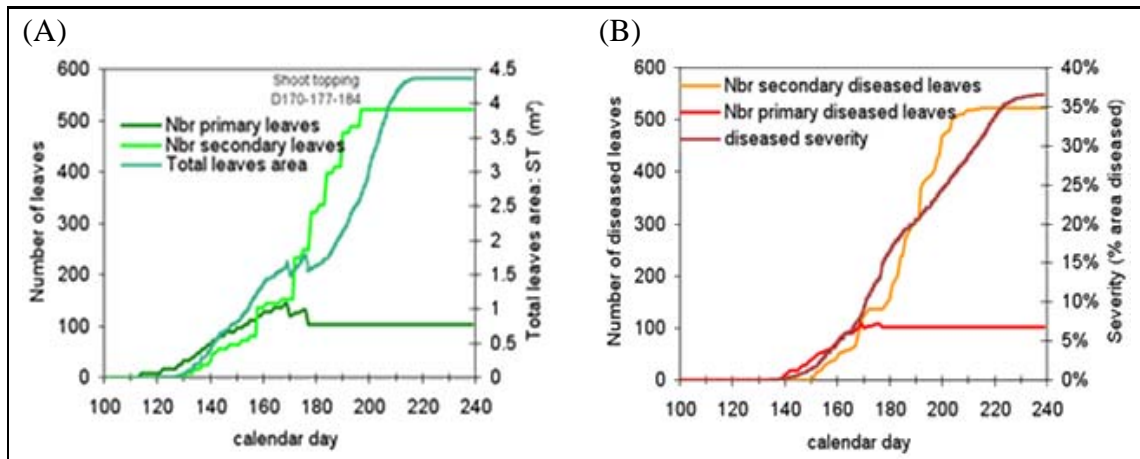 (A)
Shoot topping
D170-177-184
Nbr primary leaves
Nbr secondary leaves
Total leaves area
Number of leaves
600
500
400
300
200
100
0
4.5
4
3.5
3
2.5
2
1.5
1
0.5
0
Total leaves area: ST (m²)
100 120 140 160 180 200 220 240
calendar day
(B)
Nbr secondary diseased leaves
Nbr primary diseased leaves
diseased severity
Number of diseased leaves
600
500
400
300
200
100
0
40%
35%
30%
25%
20%
15%
10%
5%
0%
Severity (% area diseased)
100 120 140 160 180 200 220 240
calendar day